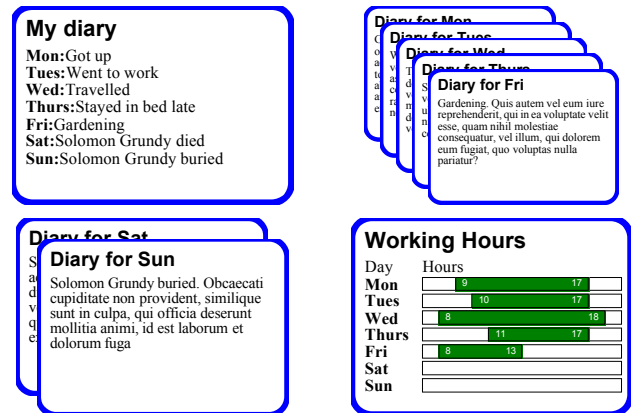 My diary
Mon:Got up
Tues:Went to work
Wed:Travelled
Thurs:Stayed in bed late
Fri:Gardening
Sat:Solomon Grundy died
Sun:Solomon Grundy buried
Diary for Mon
Diary for Tues
Diary for Wed
Diary for Thurs
Diary for Fri
Gardening. Quis autem vel eum iure
reprehenderit, qui in ea voluptate velit
esse, quam nihil molestiae
consequatur, vel illum, qui dolorem
eum fugiat, quo voluptas nulla
pariatur?
Diary for Sat
Diary for Sun
Solomon Grundy buried. Obcaecati
cupiditate non provident, similique
sunt in culpa, qui officia deserunt
mollitia animi, id est laborum et
dolorum fuga
Working Hours
Day Hours
Mon 9 17
Tues 10 17
Wed 8 18
Thurs 11 17
Fri 8 13
Sat
Sun